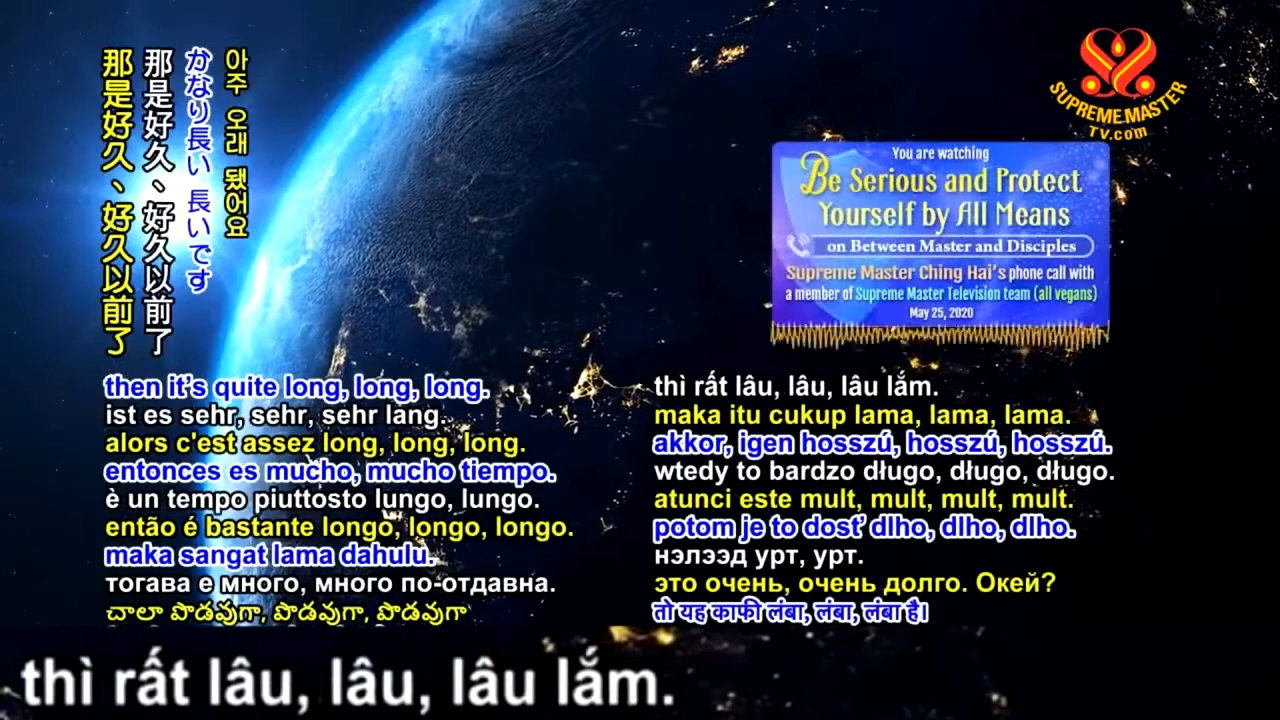 아주 오래 됐어요
かなり長い 長いです
那是好久、好久以前了
那是好久、好久以前了
SUPREME MASTER
TV.com
You are watching
Be Serious and Protect
Yourself by All Means
on Between Master and Disciples
Supreme Master Ching Hai's phone call with
a member of Supreme Master Television team (all vegans)
May 25, 2020
then it's quite long, long, long.
ist es sehr, sehr, sehr lang.
alors c'est assez long, long, long.
entonces es mucho, mucho tiempo.
è un tempo piuttosto lungo, lungo.
então é bastante longo, longo, longo.
maka sangat lama dahulu.
тогава е много, много по-отдавна.
చాలా పొడవుగా, పొడవుగా, పొడవుగా
thì rất lâu, lâu, lâu lắm.
maka itu cukup lama, lama, lama.
akkor, igen hosszú, hosszú, hosszú.
wtedy to bardzo długo, długo, długo.
atunci este mult, mult, mult, mult.
potom je to dosť dlho, dlho, dlho.
нэлээд урт, урт.
это очень, очень долго. Окей?
तो यह काफी लंबा, लंबा, लंबा है।
thì rất lâu, lâu, lâu lắm.